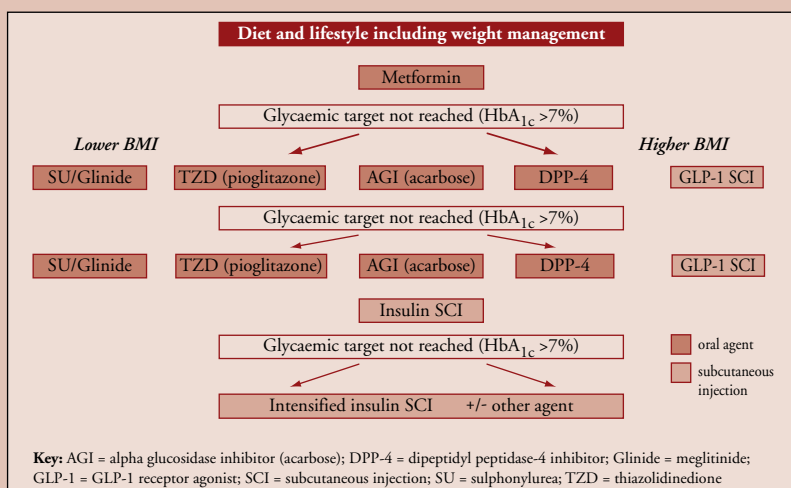 Diet and lifestyle including weight management
Metformin
Glycaemic target not reached (HbA1c >7%)
Lower BMI
Higher BMI
SU/Glinide TZD (pioglitazone) AGI (acarbose) DPP-4 GLP-1 SCI
Glycaemic target not reached (HbA1c >7%)
SU/Glinide TZD (pioglitazone) AGI (acarbose) DPP-4 GLP-1 SCI
Insulin SCI
Glycaemic target not reached (HbA1c >7%)
oral agent
subcutaneous
injection
Intensified insulin SCI +/- other agent
Key: AGI = alpha glucosidase inhibitor (acarbose); DPP-4 = dipeptidyl peptidase-4 inhibitor; Glinide = meglitinide;
GLP-1 = GLP-1 receptor agonist; SCI = subcutaneous injection; SU = sulphonylurea; TZD = thiazolidinedione